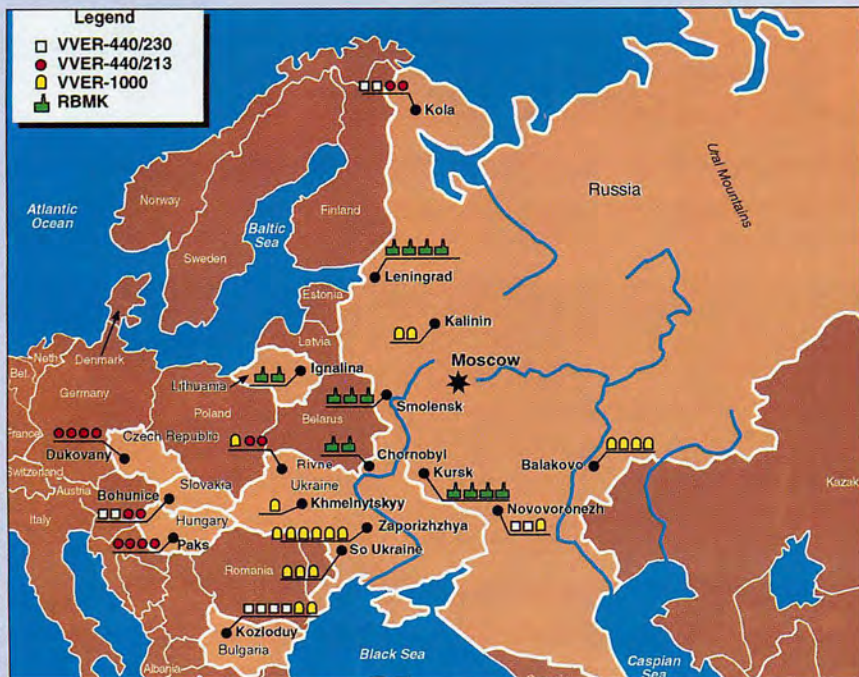 Legend
VVER-440/230
VVER-440/213
VVER-1000
RBMK
Kola
Ural Mountains
Russia
Norway
Finland
Atlantic
Ocean
Baltic
Sea
Sweden
Leningrad
Estonia
Kalinin
Latvia
Denmark
Neth.
Moscow
Ignalina
Bel.
Lithuania
Germany
Smolensk
Poland
Belarus
France
Czech Republic
Chornobyl
Dukovany
Rivne
Kursk
Balakovo
Switzerland
Slovakia
Ukraine
Kazak
Austria
Bohunice
Khmelnytskyy
Novovoronezh
Italy
Hungary
Zaporizhzhya
Paks
So Ukraine
Romania
Kozloduy
Bulgaria
Black Sea
Caspian
Sea
Albania